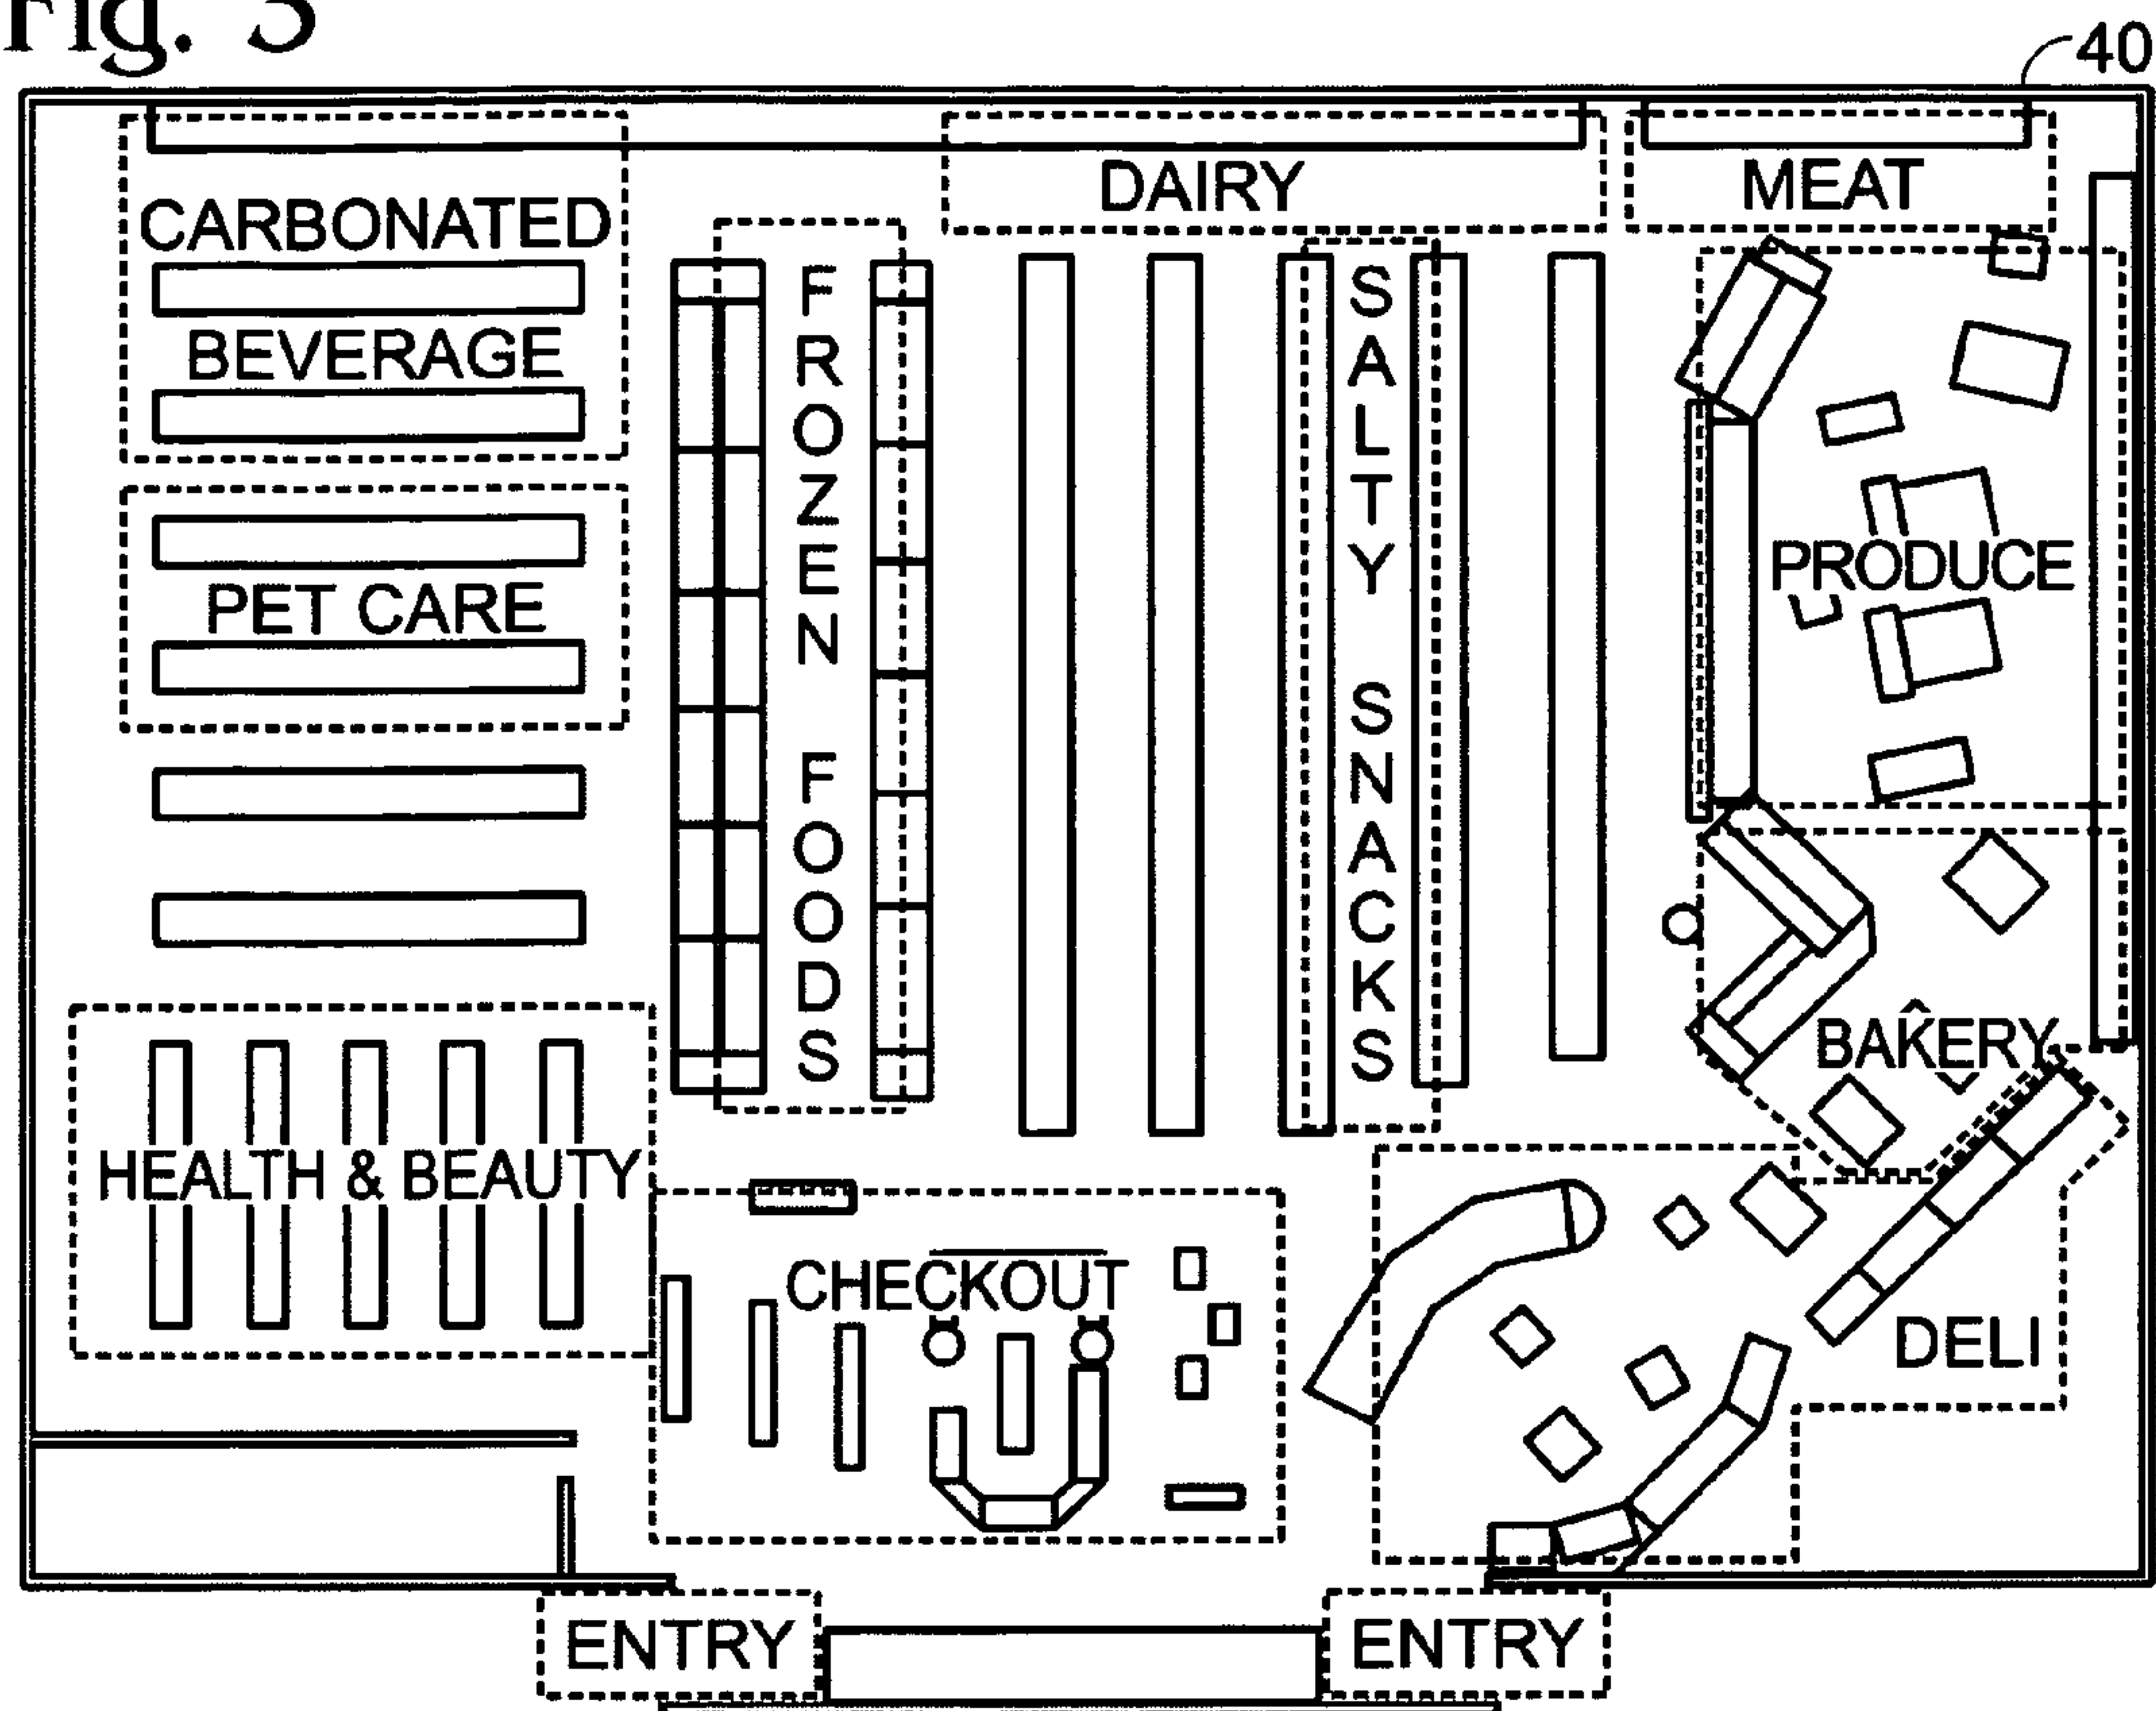 Fig. 3
40
DAIRY
MEAT
CARBONATED
BEVERAGE
FROZEN FOODS
SALTY SNACKS
PET CARE
PRODUCE
BAKERY
HEALTH & BEAUTY
CHECKOUT
DELI
ENTRY
ENTRY